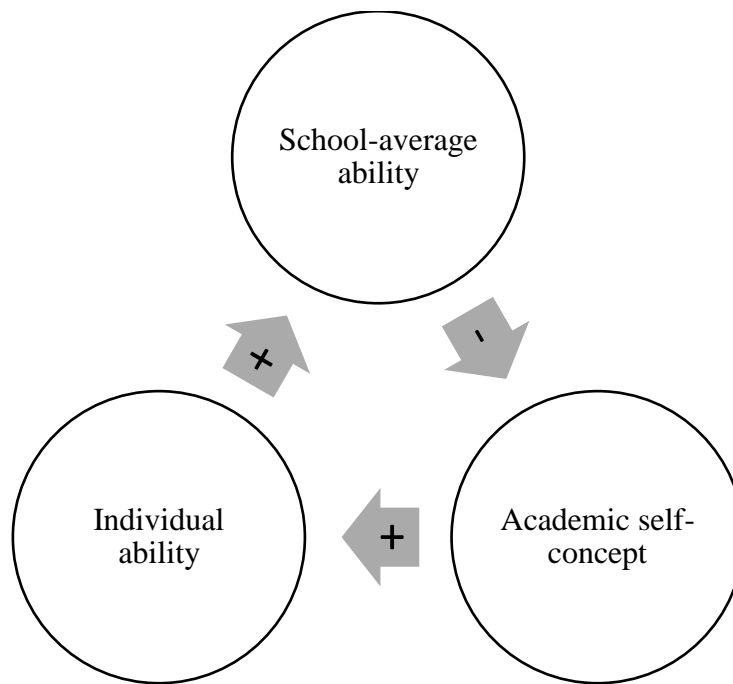 School-average
ability
-
+
Individual
ability
+
Academic self-
concept